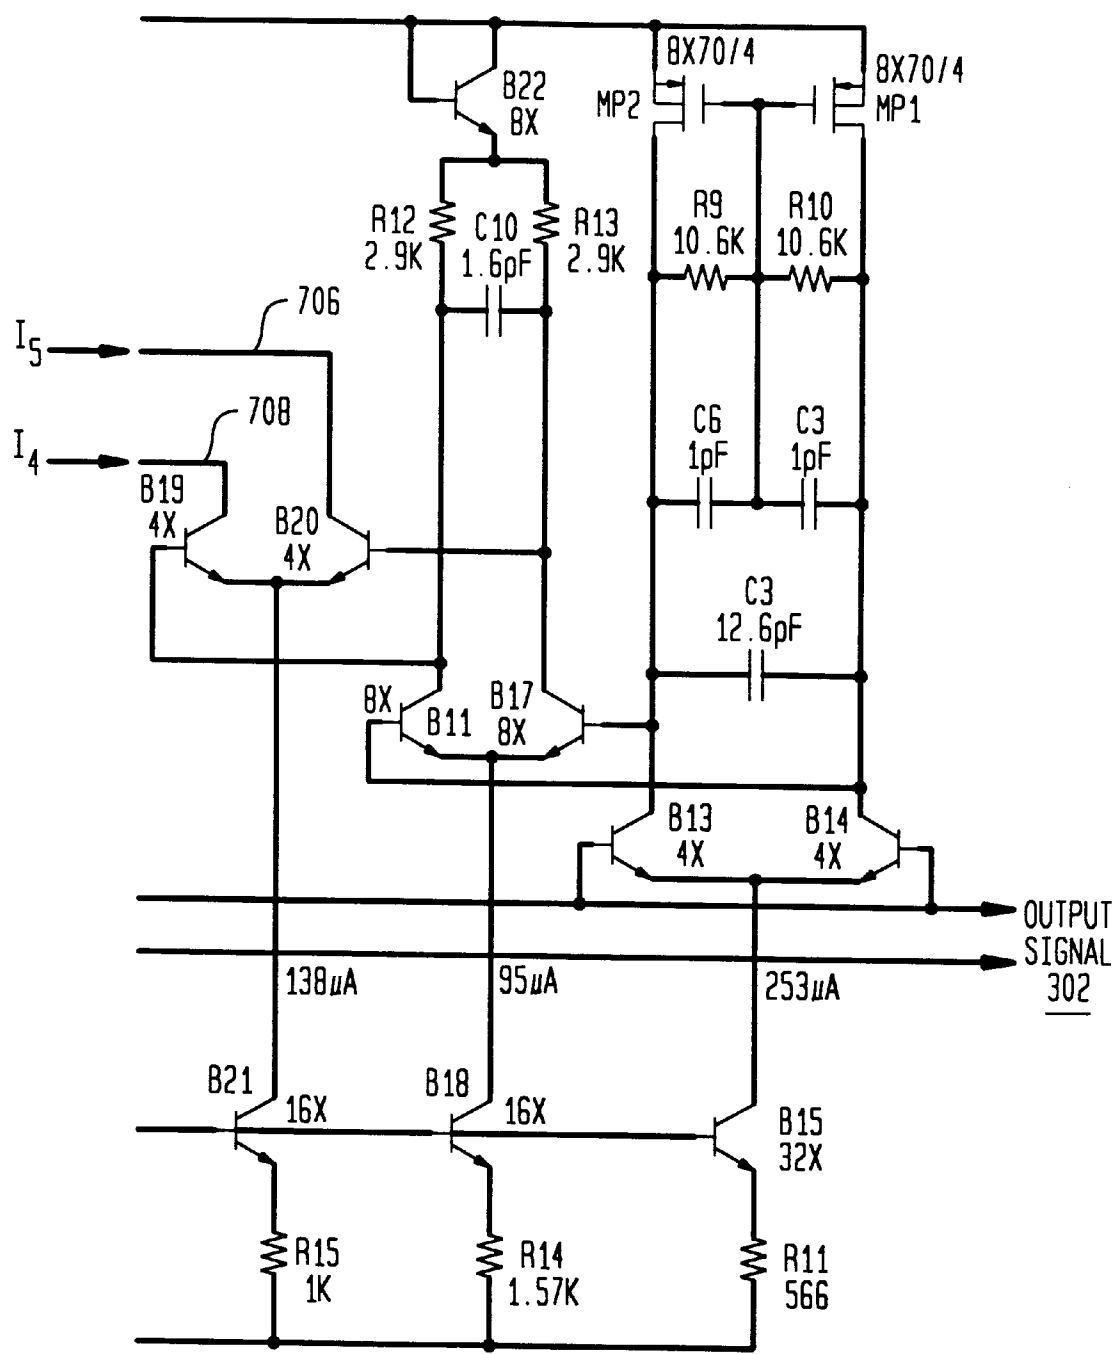 8X70/4
8X70/4
B22
8X
MP2
MP1
R12
2.9K
C10
1.6pF
R13
2.9K
R9
10.6K
R10
10.6K
706
I5
708
I4
B19
4X
B20
4X
C6
1pF
C3
1pF
C3
12.6pF
8X
B11
B17
8X
B13
4X
B14
4X
OUTPUT
SIGNAL
302
138µA
95µA
253µA
B21
16X
B18
16X
B15
32X
R15
1K
R14
1.57K
R11
566